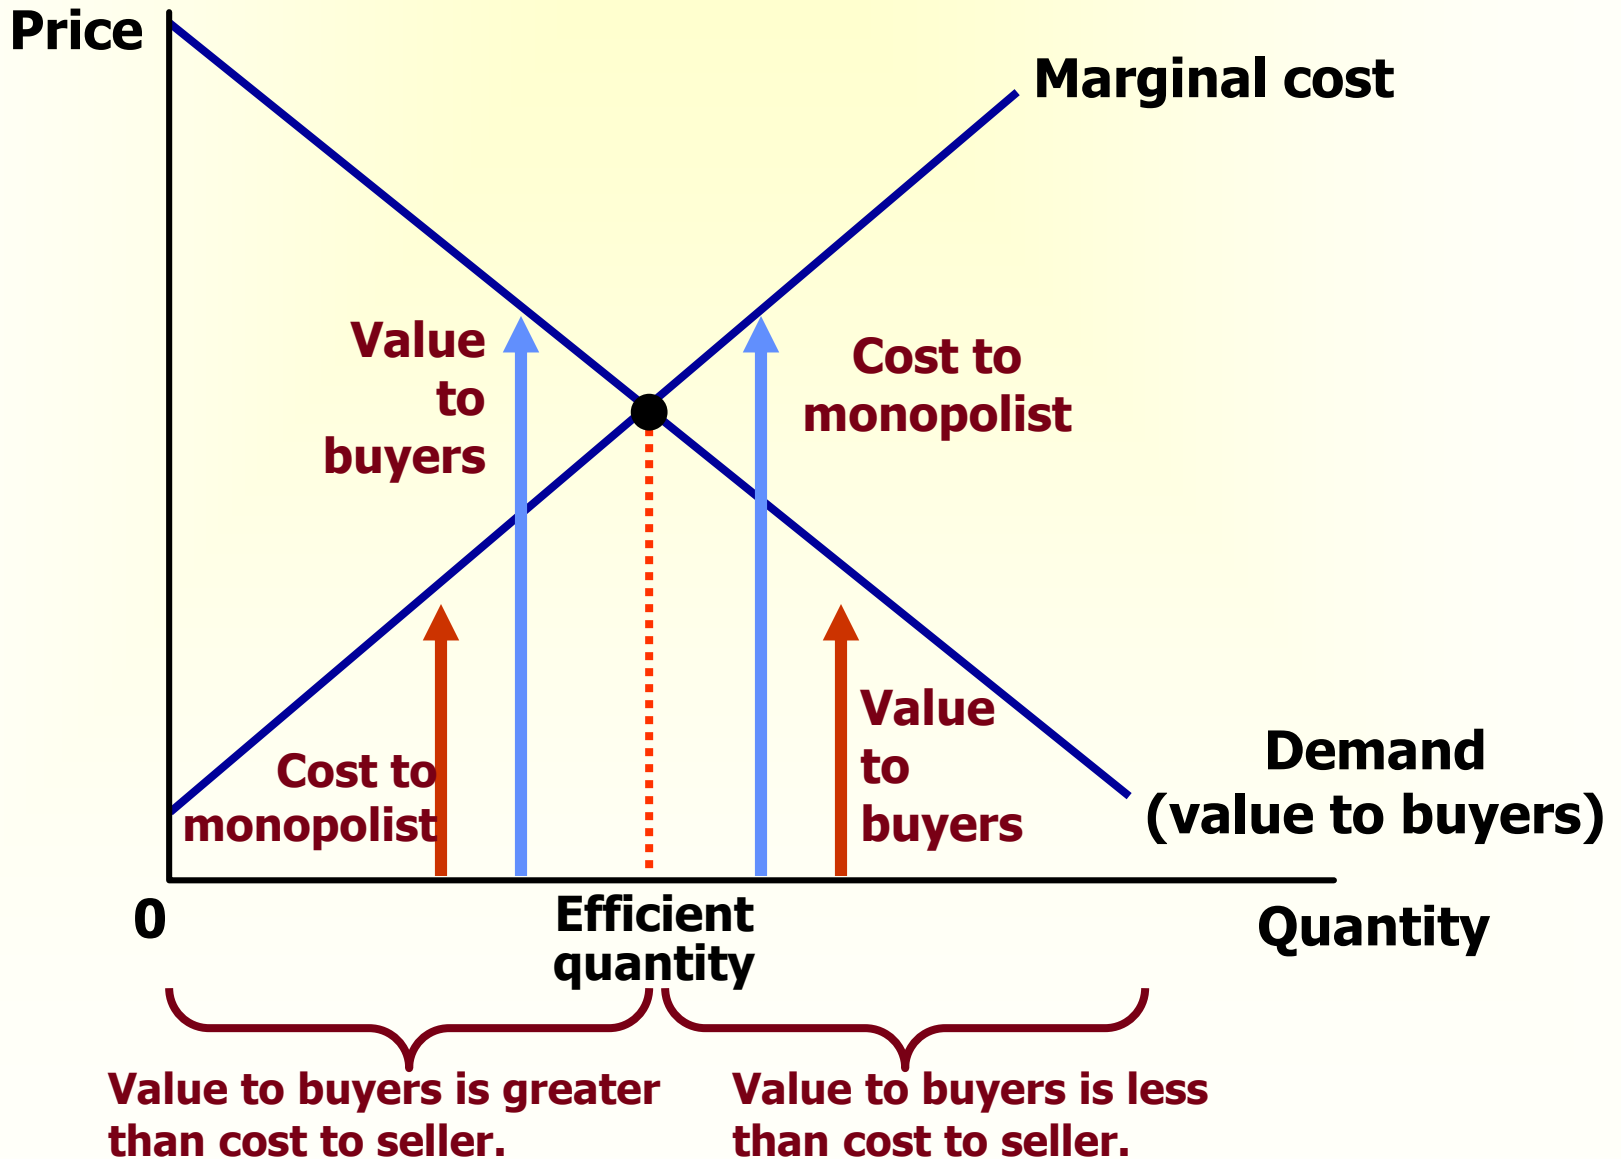 Price
Marginal cost
Value
to
buyers
Cost to
monopolist
Cost to
monopolist
Value
to
buyers
Demand
(value to buyers)
0
Efficient
quantity
Quantity
Value to buyers is greater
than cost to seller.
Value to buyers is less
than cost to seller.